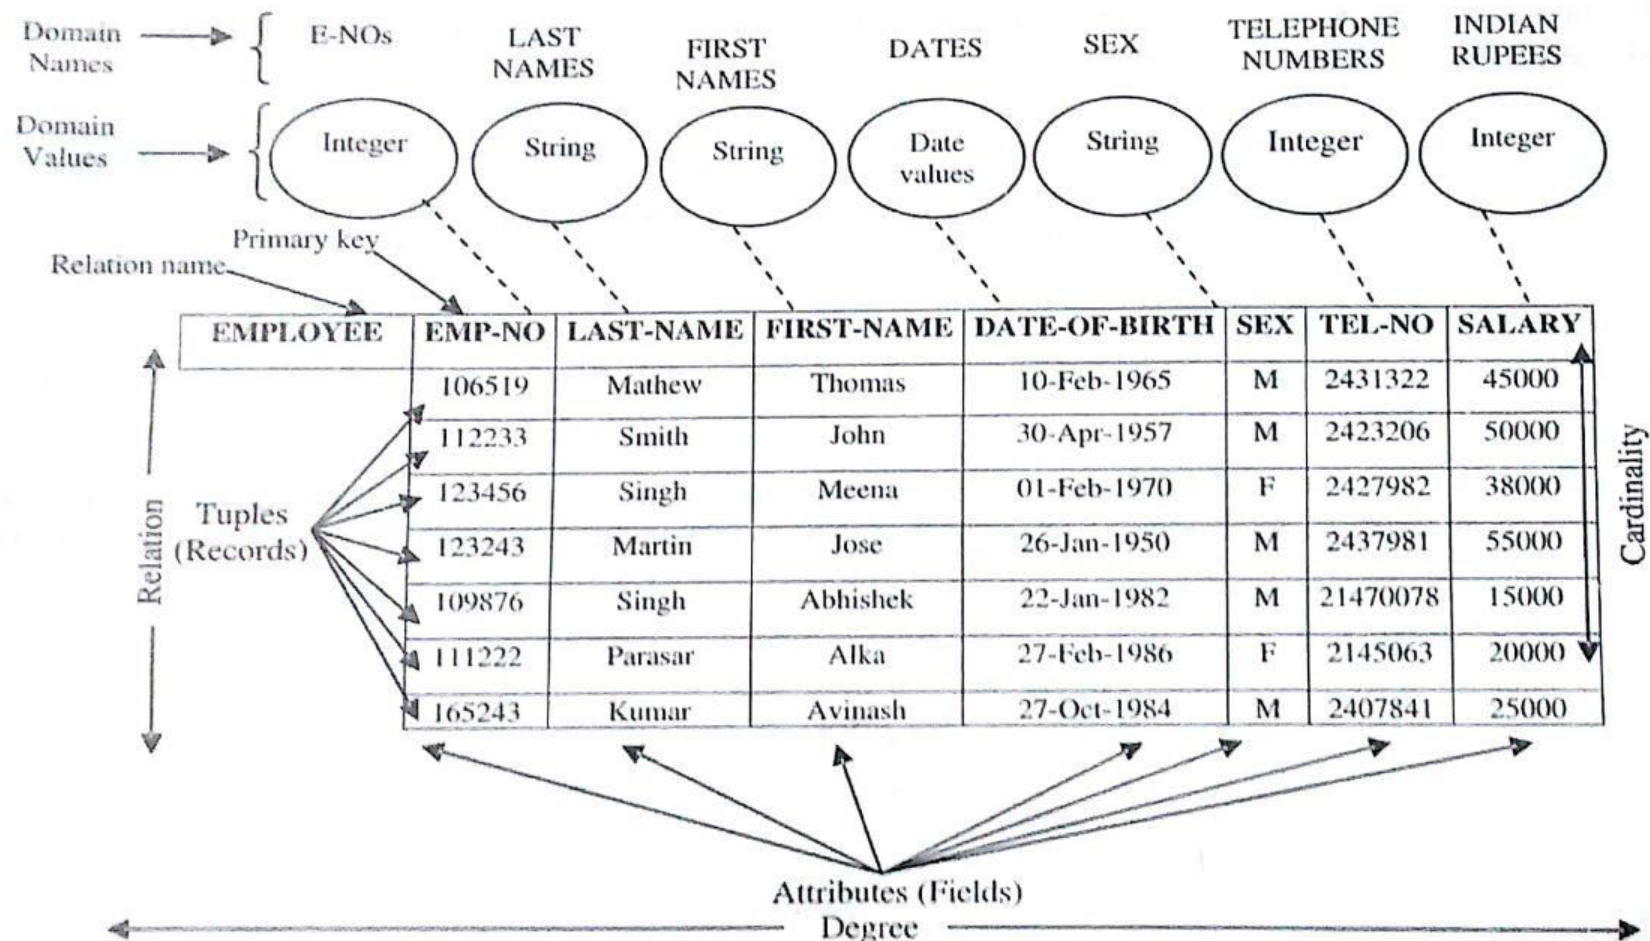 Domain Names
E-NOs
LAST NAMES
FIRST NAMES
DATES
SEX
TELEPHONE NUMBERS
INDIAN RUPEES
Domain Values
Integer
String
String
Date values
String
Integer
Integer
Primary key
Relation name
EMPLOYEE EMP-NO LAST-NAME FIRST-NAME DATE-OF-BIRTH SEX TEL-NO SALARY
106519 Mathew Thomas 10-Feb-1965 M 2431322 45000
112233 Smith John 30-Apr-1957 M 2423206 50000
123456 Singh Meena 01-Feb-1970 F 2427982 38000
123243 Martin Jose 26-Jan-1950 M 2437981 55000
109876 Singh Abhishek 22-Jan-1982 M 21470078 15000
111222 Parasar Alka 27-Feb-1986 F 2145063 20000
165243 Kumar Avinash 27-Oct-1984 M 2407841 25000
Relation
Tuples
(Records)
Cardinality
Attributes (Fields)
Degree